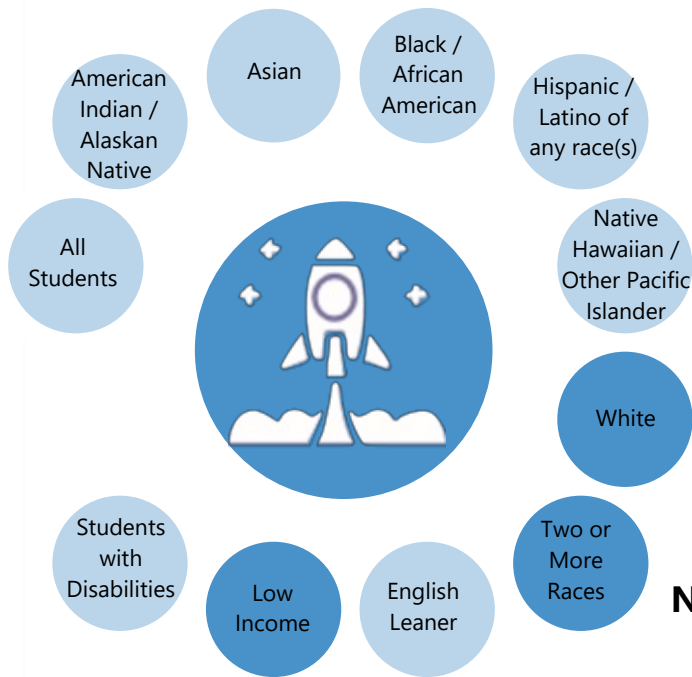 All
Students
American
Indian /
Alaskan
Native
Asian
Black /
African
American
Hispanic /
Latino of
any race(s)
Native
Hawaiian /
Other Pacific
Islander
White
Two or
More
Races
English
Leaner
Low
Income
Students
with
Disabilities
N